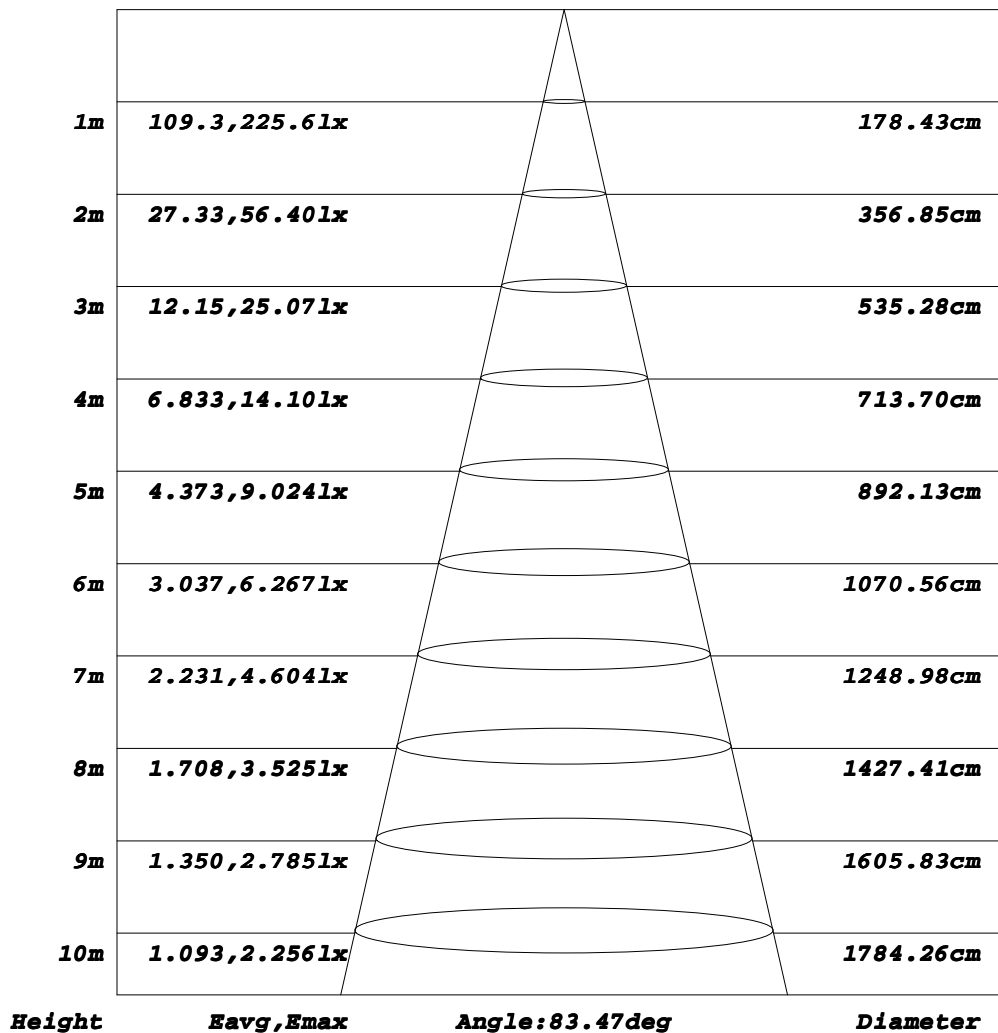 1m 109.3,225.6lx 178.43cm
2m 27.33,56.40lx 356.85cm
3m 12.15,25.07lx 535.28cm
4m 6.833,14.10lx 713.70cm
5m 4.373,9.024lx 892.13cm
6m 3.037,6.267lx 1070.56cm
7m 2.231,4.604lx 1248.98cm
8m 1.708,3.525lx 1427.41cm
9m 1.350,2.785lx 1605.83cm
10m 1.093,2.256lx 1784.26cm
Height Eavg,Emax Angle:83.47deg Diameter